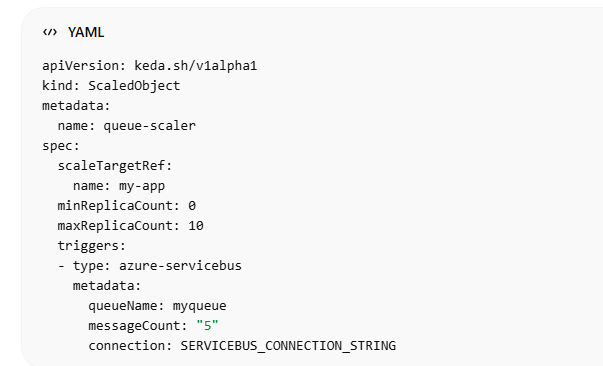 </> YAML
apiVersion: keda.sh/v1alpha1
kind: ScaledObject
metadata:
  name: queue-scaler
spec:
  scaleTargetRef:
    name: my-app
  minReplicaCount: 0
  maxReplicaCount: 10
  triggers:
  - type: azure-servicebus
    metadata:
      queueName: myqueue
      messageCount: "5"
      connection: SERVICEBUS_CONNECTION_STRING